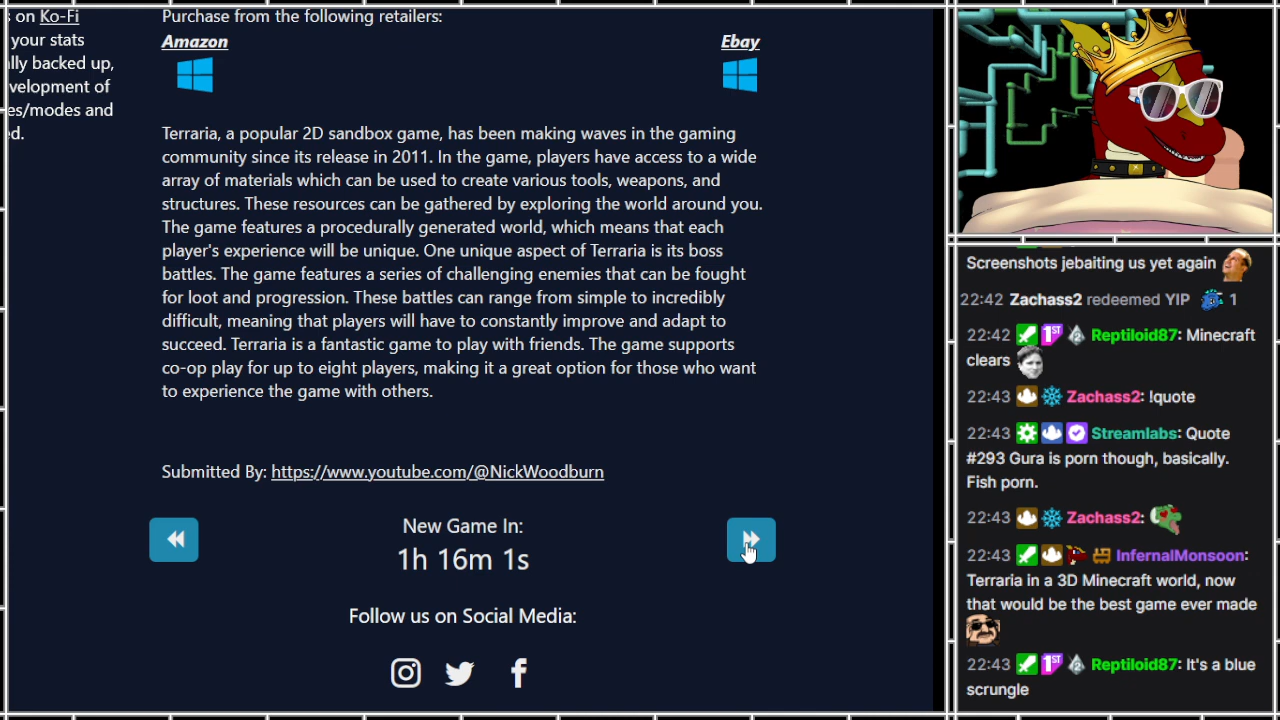 s on Ko-Fi
your stats
lly backed up,
velopment of
es/modes and
ed.
Purchase from the following retailers:
Amazon
Ebay
Terraria, a popular 2D sandbox game, has been making waves in the gaming
community since its release in 2011. In the game, players have access to a wide
array of materials which can be used to create various tools, weapons, and
structures. These resources can be gathered by exploring the world around you.
The game features a procedurally generated world, which means that each
player's experience will be unique. One unique aspect of Terraria is its boss
battles. The game features a series of challenging enemies that can be fought
for loot and progression. These battles can range from simple to incredibly
difficult, meaning that players will have to constantly improve and adapt to
succeed. Terraria is a fantastic game to play with friends. The game supports
co-op play for up to eight players, making it a great option for those who want
to experience the game with others.
Submitted By: https://www.youtube.com/@NickWoodburn
New Game In:
1h 16m 1s
Follow us on Social Media:
Screenshots jebaiting us yet again
22:42 Zachass2 redeemed YIP 1
22:42 1ST 2 Reptiloid87: Minecraft
clears
22:43 Zachass2: !quote
22:43 Streamlabs: Quote
#293 Gura is porn though, basically.
Fish porn.
22:43 Zachass2:
22:43 InfernalMonsoon:
Terraria in a 3D Minecraft world, now
that would be the best game ever made
22:43 1ST 2 Reptiloid87: It's a blue
scrungle